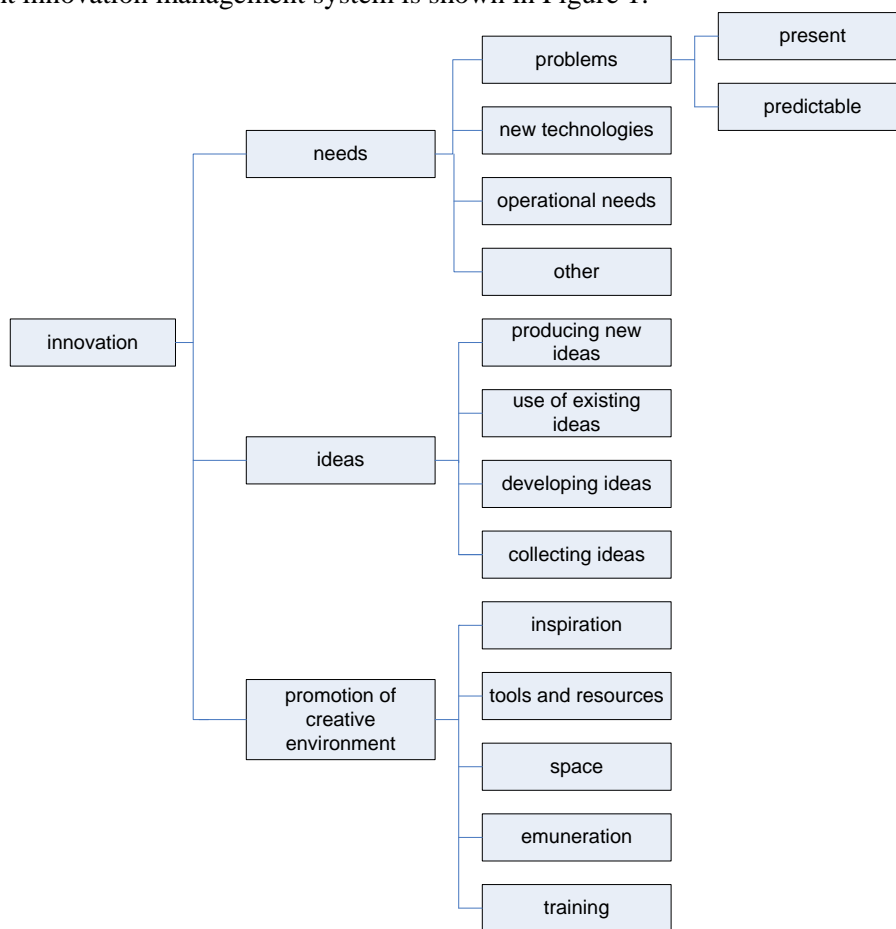 nt innovation management system is shown in Figure 1.
present
problems
predictable
new technologies
needs
operational needs
other
innovation
producing new
ideas
use of existing
ideas
ideas
developing ideas
collecting ideas
inspiration
promotion of
creative
environment
tools and resources
space
emuneration
training